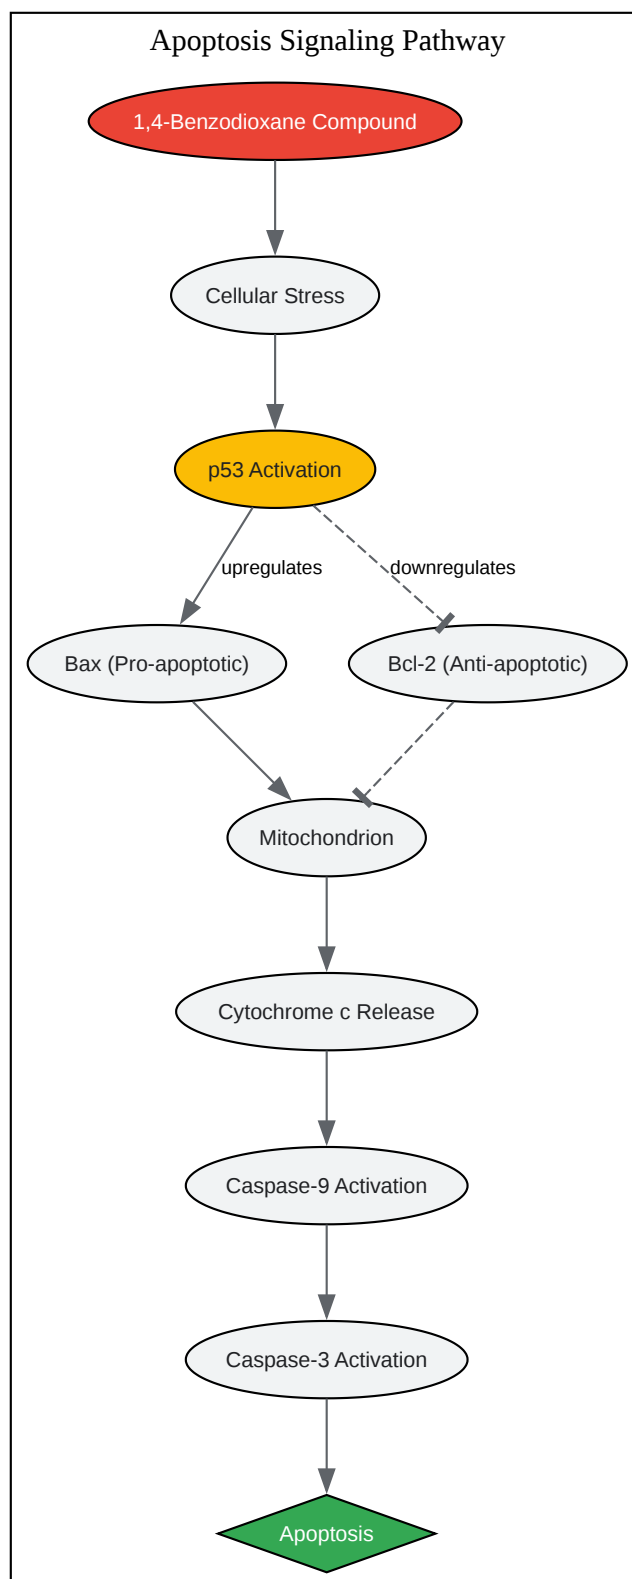 Apoptosis Signaling Pathway
1,4-Benzodioxane Compound
Cellular Stress
p53 Activation
upregulates
downregulates
Bax (Pro-apoptotic)
Bcl-2 (Anti-apoptotic)
Mitochondrion
Cytochrome c Release
Caspase-9 Activation
Caspase-3 Activation
Apoptosis